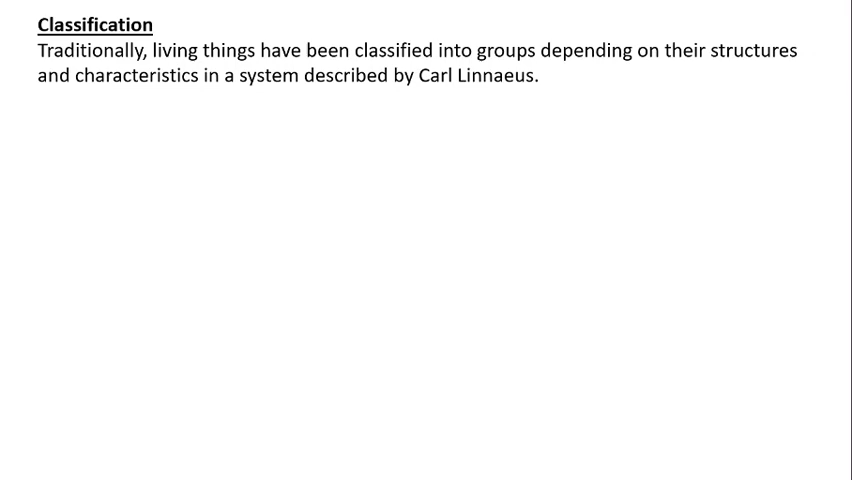 Classification
Traditionally, living things have been classified into groups depending on their structures
and characteristics in a system described by Carl Linnaeus.